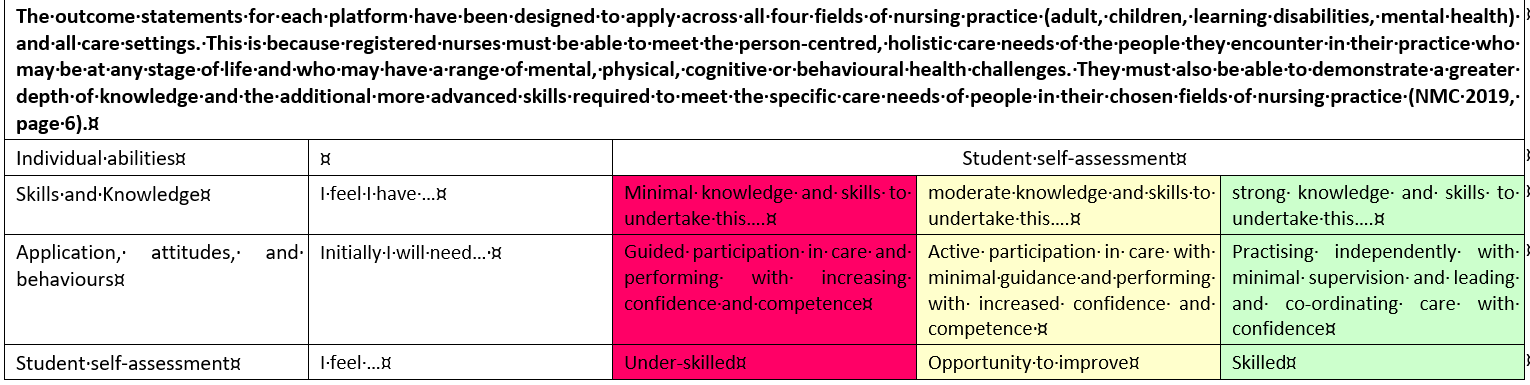 The outcome statements for each platform have been designed to apply across all four fields of nursing practice (adult, children, learning disabilities, mental health)
and all care settings. This is because registered nurses must be able to meet the person-centred, holistic care needs of the people they encounter in their practice who
may be at any stage of life and who may have a range of mental, physical, cognitive or behavioural health challenges. They must also be able to demonstrate a greater
depth of knowledge and the additional more advanced skills required to meet the specific care needs of people in their chosen fields of nursing practice (NMC 2019,
page 6).¤
Individual abilities¤
¤
Student self-assessment¤
Skills and Knowledge¤
I feel I have ...¤
Minimal knowledge and skills to
undertake this....¤
moderate knowledge and skills to
undertake this....¤
strong knowledge and skills to
undertake this....¤
Application, attitudes, and
behaviours¤
Initially I will need... ¤
Guided participation in care and
performing with increasing
confidence and competence¤
Active participation in care with
minimal guidance and performing
with increased confidence and
competence ¤
Practising independently with
minimal supervision and leading
and co-ordinating care with
confidence¤
Student self-assessment¤
I feel ...¤
Under-skilled¤
Opportunity to improve¤
Skilled¤